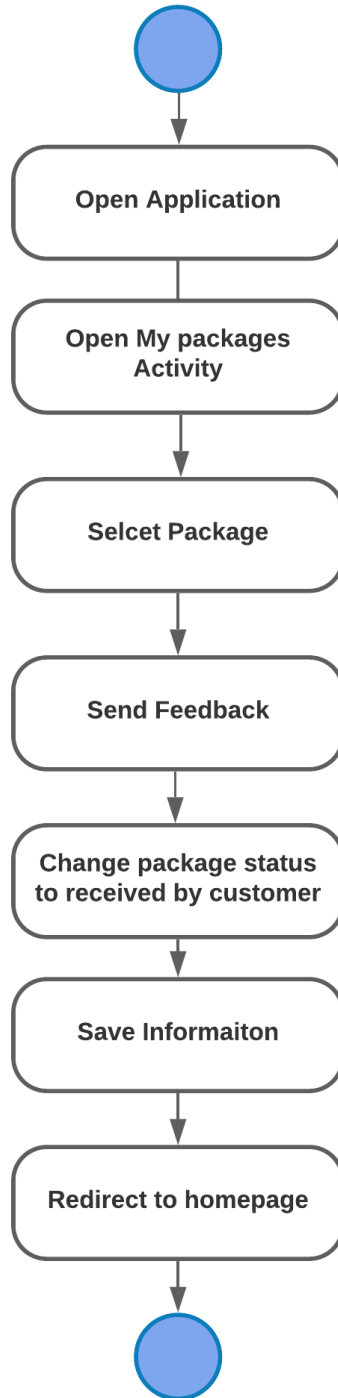 Open Application
Open My packages
Activity
Selcet Package
Send Feedback
Change package status
to received by customer
Save Informaiton
Redirect to homepage